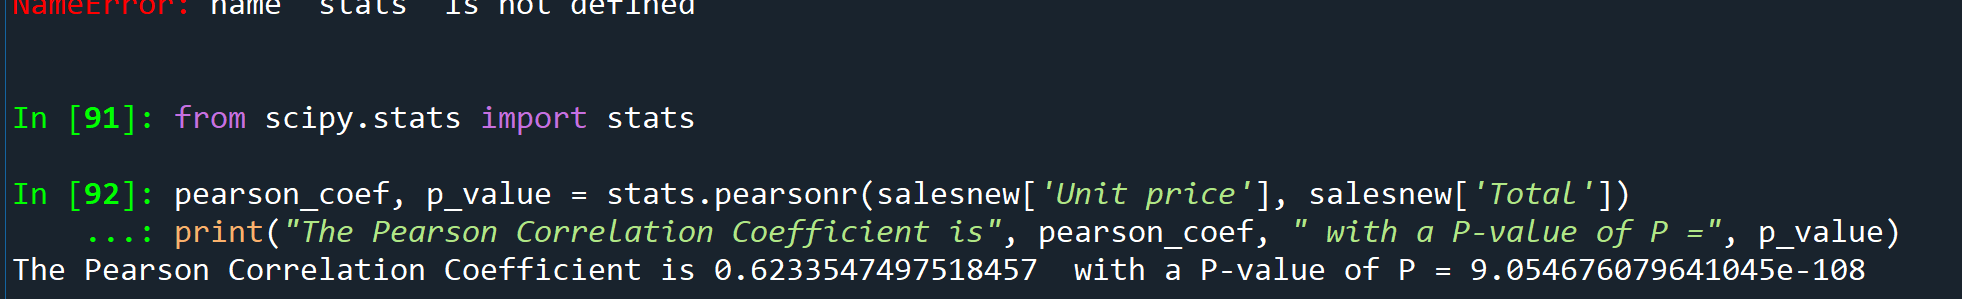 NameError: name 'stats' is not defined
In [91]: from scipy.stats import stats
In [92]: pearson_coef, p_value = stats.pearsonr(salesnew['Unit price'], salesnew['Total'])
    ...: print("The Pearson Correlation Coefficient is", pearson_coef, " with a P-value of P =", p_value)
The Pearson Correlation Coefficient is 0.6233547497518457  with a P-value of P = 9.054676079641045e-108